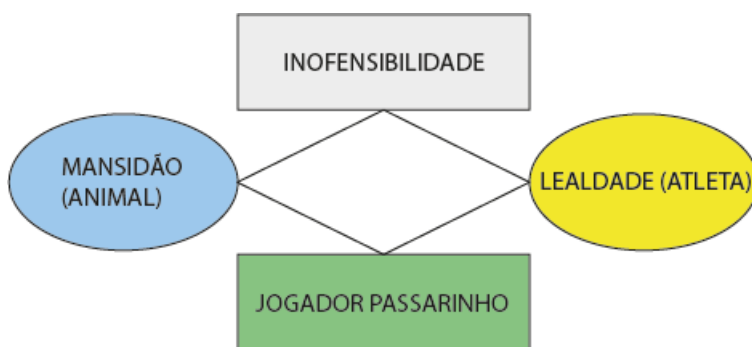 INOFENSIBILIDADE
MANSIDÃO
(ANIMAL)
LEALDADE (ATLETA)
JOGADOR PASSARINHO